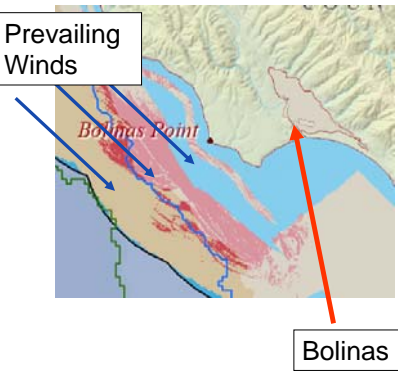 C O U N
Prevailing
Winds
Bolinas Point
Bolinas